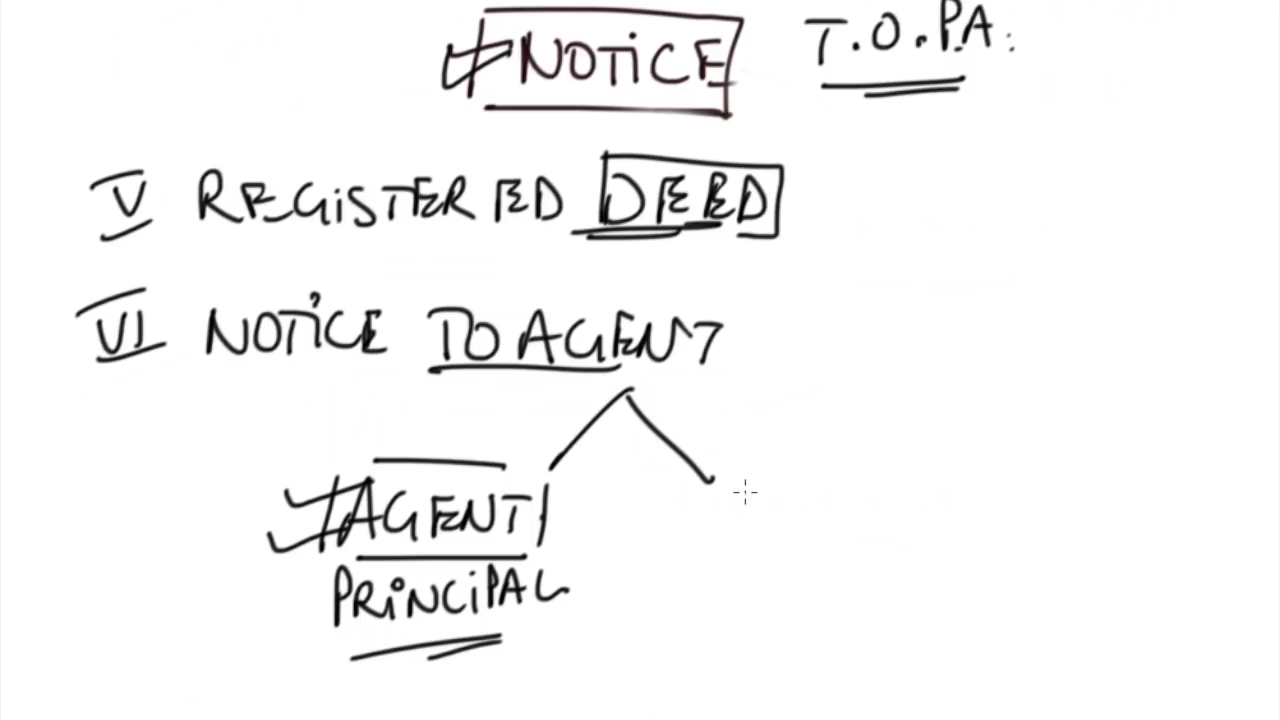 NOTICE T.O.P.A.
V REGISTERED DEED
VI NOTICE TO AGENT
AGENT
PRINCIPAL